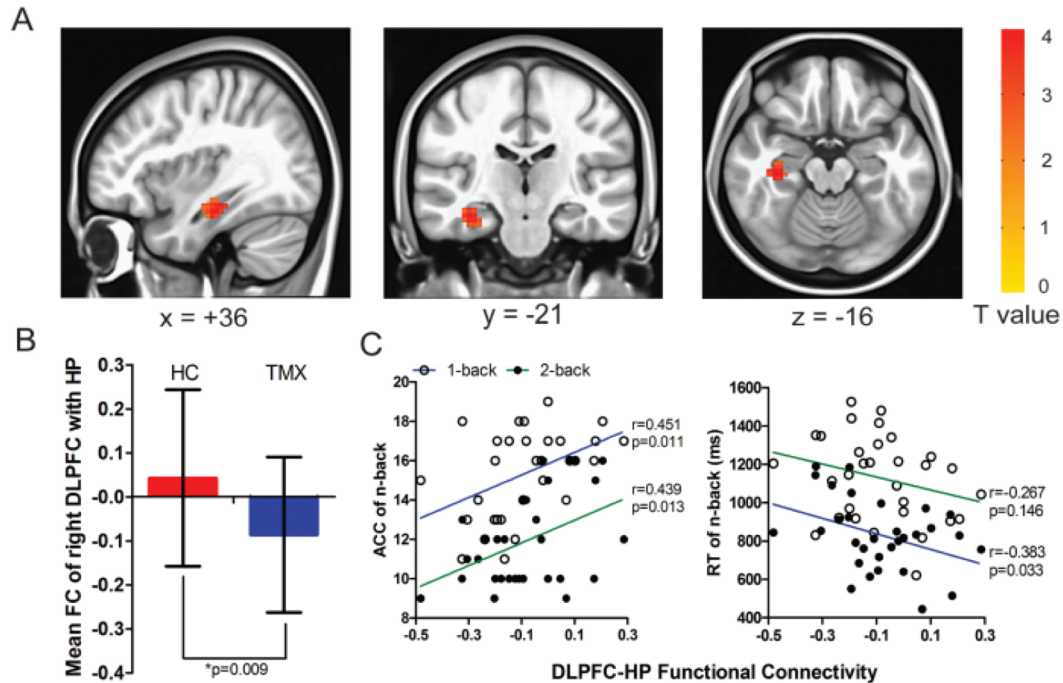 A
x = +36
y = -21
z = -16
4
3
2
1
0
T value
B
HC
TMX
Mean FC of right DLPFC with HP
0.3
0.2
0.1
-0.0
-0.1
-0.2
-0.3
-0.4
*p=0.009
C
1-back
2-back
ACC of n-back
20
18
16
14
12
10
8
-0.5
-0.3
-0.1
0.1
0.3
r=0.451
p=0.011
r=0.439
p=0.013
RT of n-back (ms)
1600
1400
1200
1000
800
600
400
-0.5
-0.3
-0.1
0.1
0.3
r=-0.267
p=0.146
r=-0.383
p=0.033
DLPFC-HP Functional Connectivity